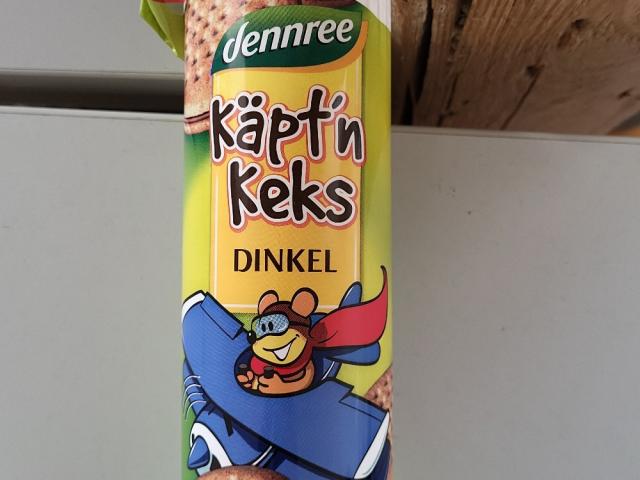 dennree
Käpt'n
Keks
DINKEL